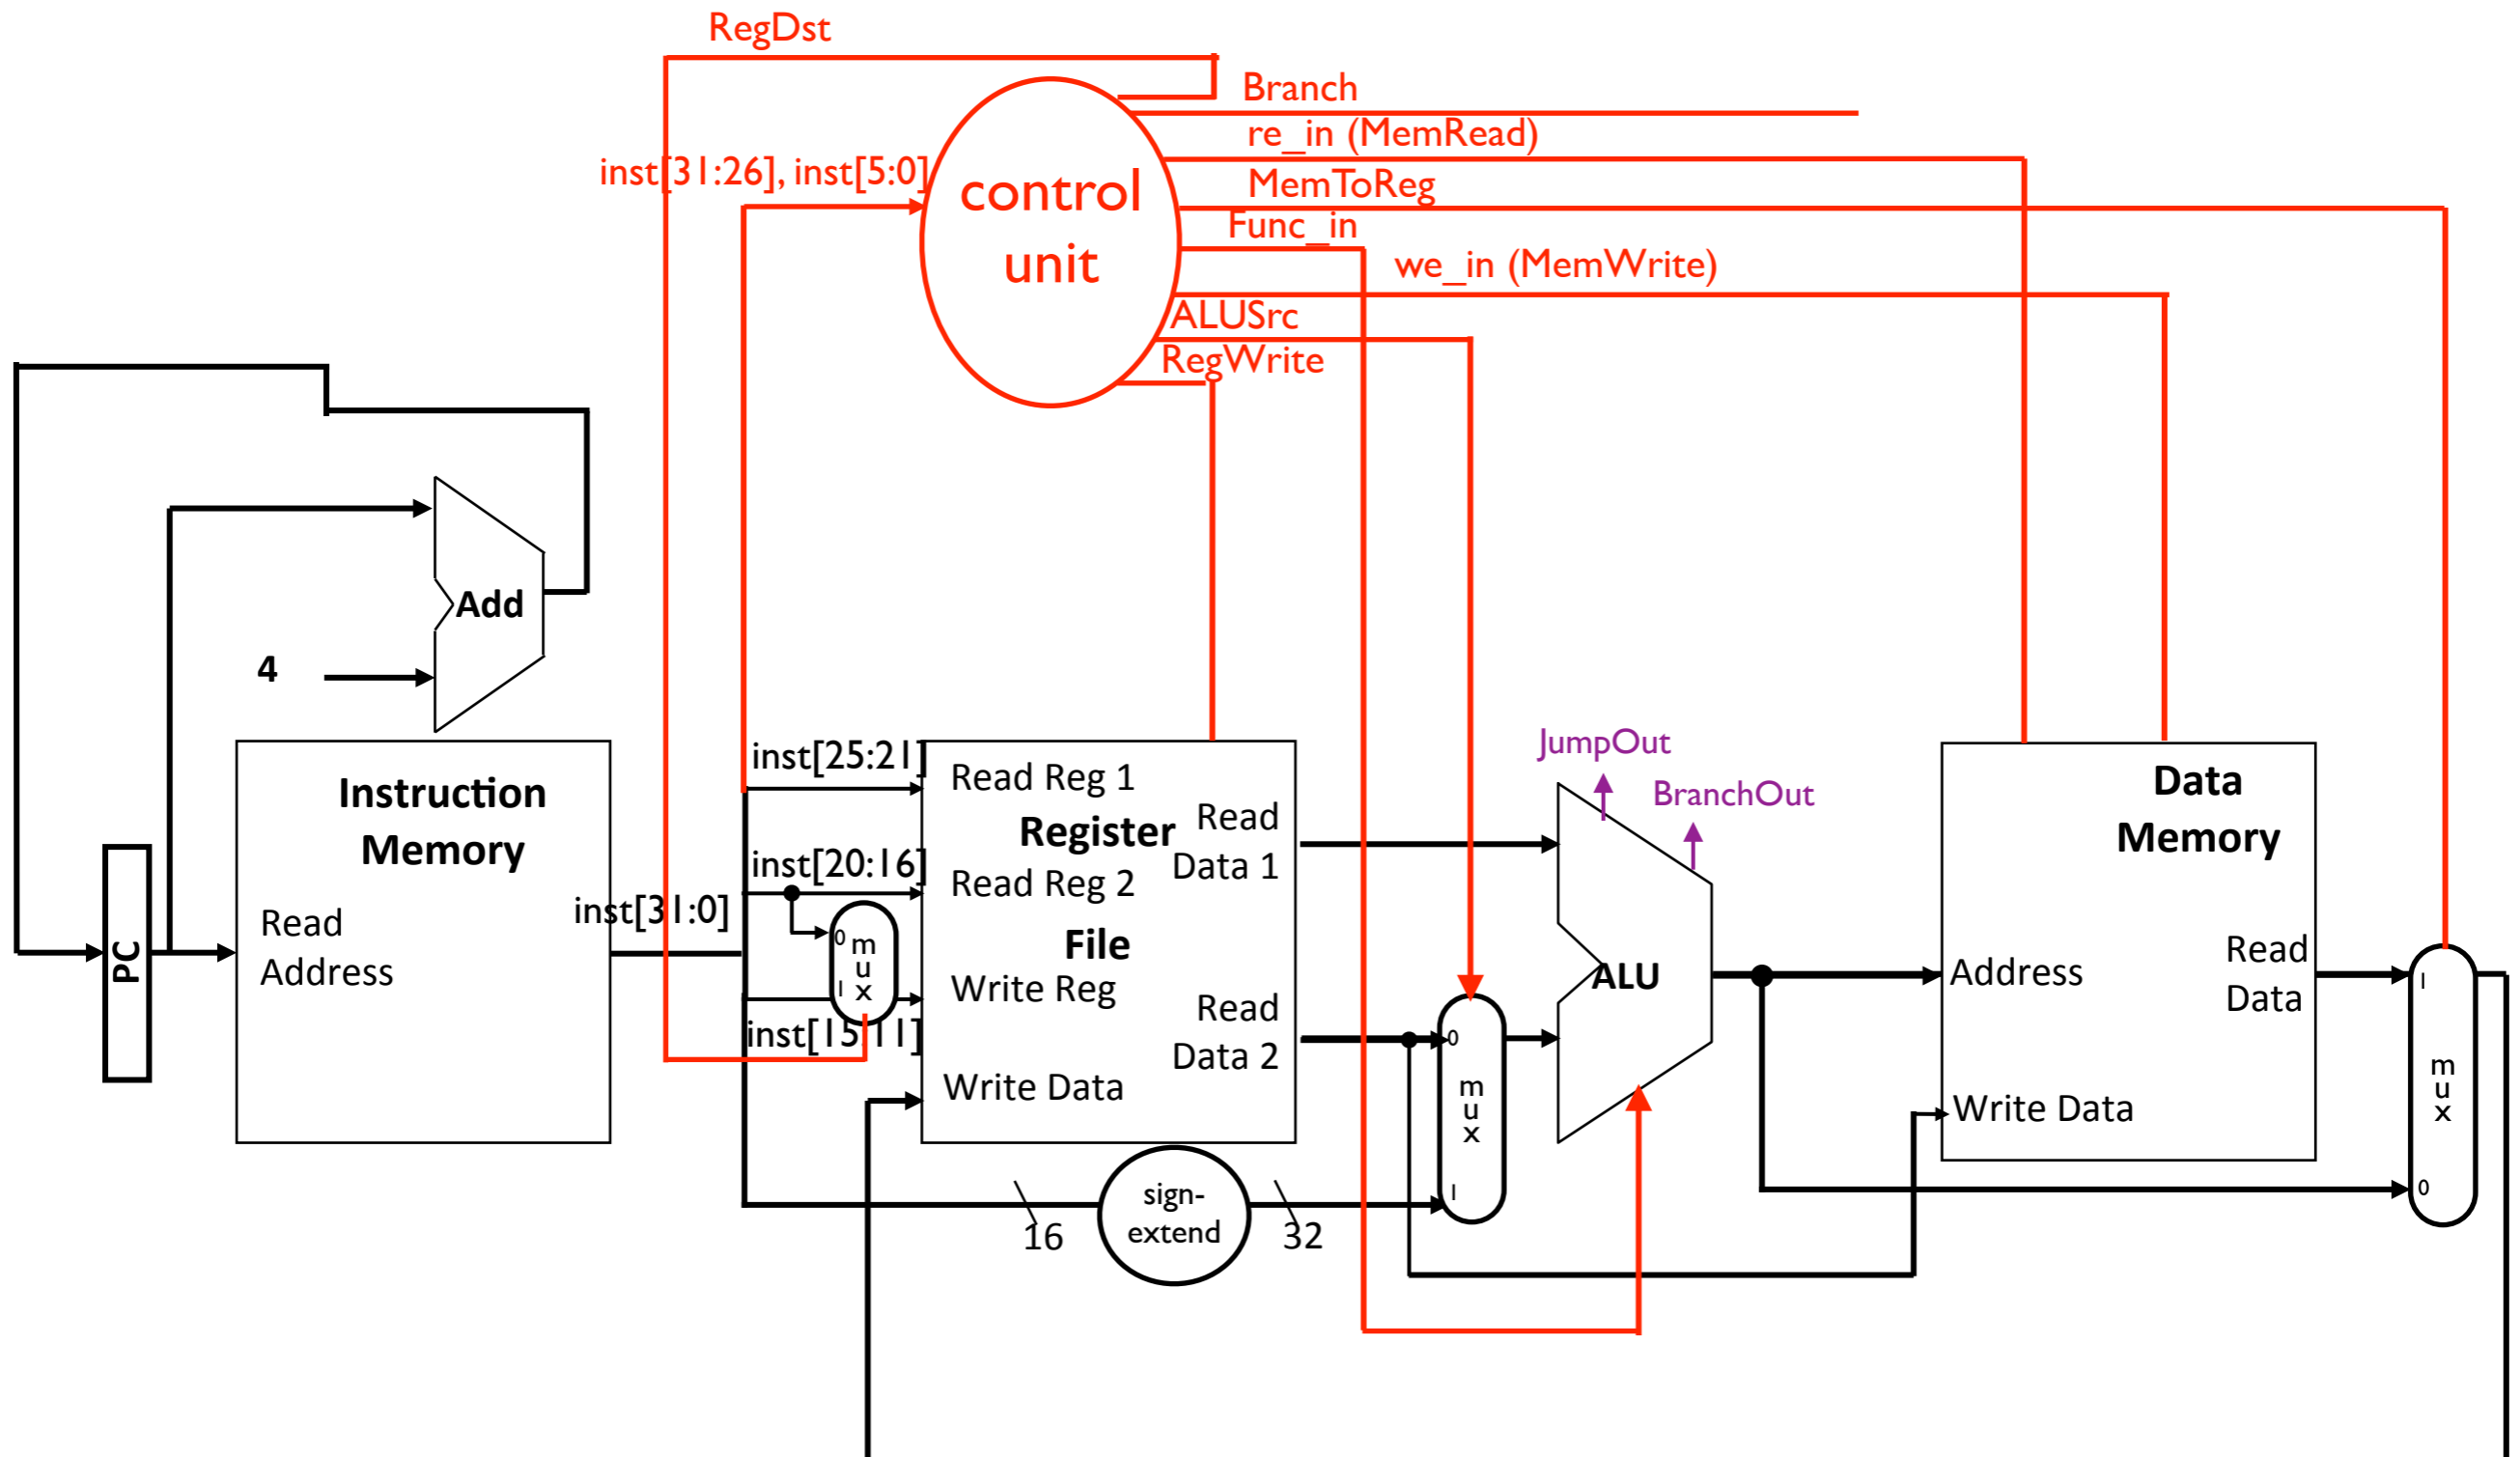 RegDst
Branch
re_in (MemRead)
inst[31:26], inst[5:0]
control
unit
MemToReg
Func_in
we_in (MemWrite)
ALUSrc
RegWrite
Add
4
Instruction
Memory
Read
Address
PC
inst[31:0]
inst[25:21]
inst[20:16]
inst[15:11]
0
m
u
x
1
Read Reg 1
Register
Read
Data 1
Read Reg 2
File
Write Reg
Read
Data 2
Write Data
16
sign-
extend
32
0
m
u
x
1
JumpOut
BranchOut
ALU
Data
Memory
Address
Read
Data
Write Data
1
m
u
x
0